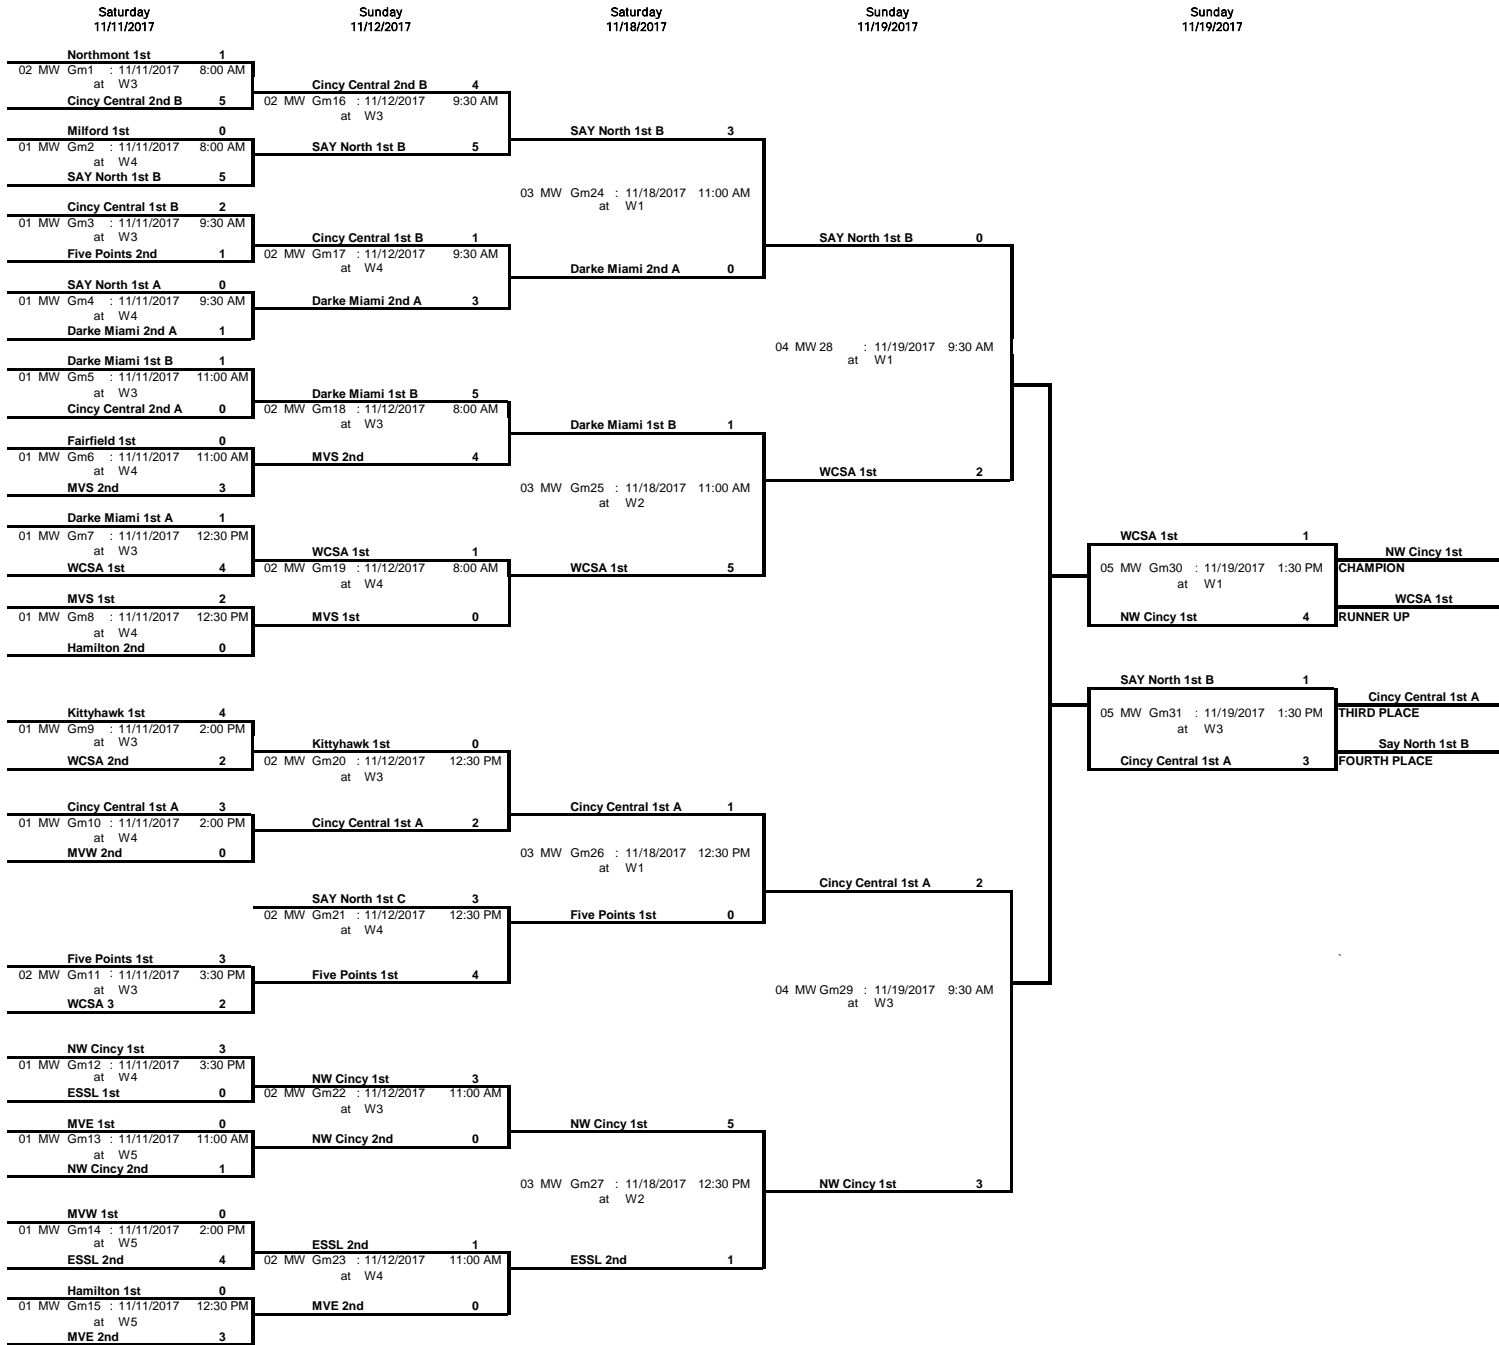 Saturday
11/11/2017
Sunday
11/12/2017
Saturday
11/18/2017
Sunday
11/19/2017
Sunday
11/19/2017
Northmont 1st 1
02 MW Gm1 : 11/11/2017 8:00 AM
at W3
Cincy Central 2nd B 5
Milford 1st 0
01 MW Gm2 : 11/11/2017 8:00 AM
at W4
SAY North 1st B 5
Cincy Central 1st B 2
01 MW Gm3 : 11/11/2017 9:30 AM
at W3
Five Points 2nd 1
SAY North 1st A 0
01 MW Gm4 : 11/11/2017 9:30 AM
at W4
Darke Miami 2nd A 1
Darke Miami 1st B 1
01 MW Gm5 : 11/11/2017 11:00 AM
at W3
Cincy Central 2nd A 0
Fairfield 1st 0
01 MW Gm6 : 11/11/2017 11:00 AM
at W4
MVS 2nd 3
Darke Miami 1st A 1
01 MW Gm7 : 11/11/2017 12:30 PM
at W3
WCSA 1st 4
MVS 1st 2
01 MW Gm8 : 11/11/2017 12:30 PM
at W4
Hamilton 2nd 0
Kittyhawk 1st 4
01 MW Gm9 : 11/11/2017 2:00 PM
at W3
WCSA 2nd 2
Cincy Central 1st A 3
01 MW Gm10 : 11/11/2017 2:00 PM
at W4
MVW 2nd 0
Five Points 1st 3
02 MW Gm11 : 11/11/2017 3:30 PM
at W3
WCSA 3 2
NW Cincy 1st 3
01 MW Gm12 : 11/11/2017 3:30 PM
at W4
ESSL 1st 0
MVE 1st 0
01 MW Gm13 : 11/11/2017 11:00 AM
at W5
NW Cincy 2nd 1
MVW 1st 0
01 MW Gm14 : 11/11/2017 2:00 PM
at W5
ESSL 2nd 4
Hamilton 1st 0
01 MW Gm15 : 11/11/2017 12:30 PM
at W5
MVE 2nd 3
Cincy Central 2nd B 4
02 MW Gm16 : 11/12/2017 9:30 AM
at W3
SAY North 1st B 5
Cincy Central 1st B 1
02 MW Gm17 : 11/12/2017 9:30 AM
at W4
Darke Miami 2nd A 3
Darke Miami 1st B 5
02 MW Gm18 : 11/12/2017 8:00 AM
at W3
MVS 2nd 4
WCSA 1st 1
02 MW Gm19 : 11/12/2017 8:00 AM
at W4
MVS 1st 0
Kittyhawk 1st 0
02 MW Gm20 : 11/12/2017 12:30 PM
at W3
Cincy Central 1st A 2
SAY North 1st C 3
02 MW Gm21 : 11/12/2017 12:30 PM
at W4
Five Points 1st 4
NW Cincy 1st 3
02 MW Gm22 : 11/12/2017 11:00 AM
at W3
NW Cincy 2nd 0
ESSL 2nd 1
02 MW Gm23 : 11/12/2017 11:00 AM
at W4
MVE 2nd 0
SAY North 1st B 3
03 MW Gm24 : 11/18/2017 11:00 AM
at W1
Darke Miami 2nd A 0
Darke Miami 1st B 1
03 MW Gm25 : 11/18/2017 11:00 AM
at W2
WCSA 1st 5
Cincy Central 1st A 1
03 MW Gm26 : 11/18/2017 12:30 PM
at W1
Five Points 1st 0
NW Cincy 1st 5
03 MW Gm27 : 11/18/2017 12:30 PM
at W2
ESSL 2nd 1
SAY North 1st B 0
04 MW 28 : 11/19/2017 9:30 AM
at W1
WCSA 1st 2
Cincy Central 1st A 2
04 MW Gm29 : 11/19/2017 9:30 AM
at W3
NW Cincy 1st 3
WCSA 1st 1
05 MW Gm30 : 11/19/2017 1:30 PM
at W1
NW Cincy 1st 4
SAY North 1st B 1
05 MW Gm31 : 11/19/2017 1:30 PM
at W3
Cincy Central 1st A 3
NW Cincy 1st
CHAMPION
WCSA 1st
RUNNER UP
Cincy Central 1st A
THIRD PLACE
Say North 1st B
FOURTH PLACE
`